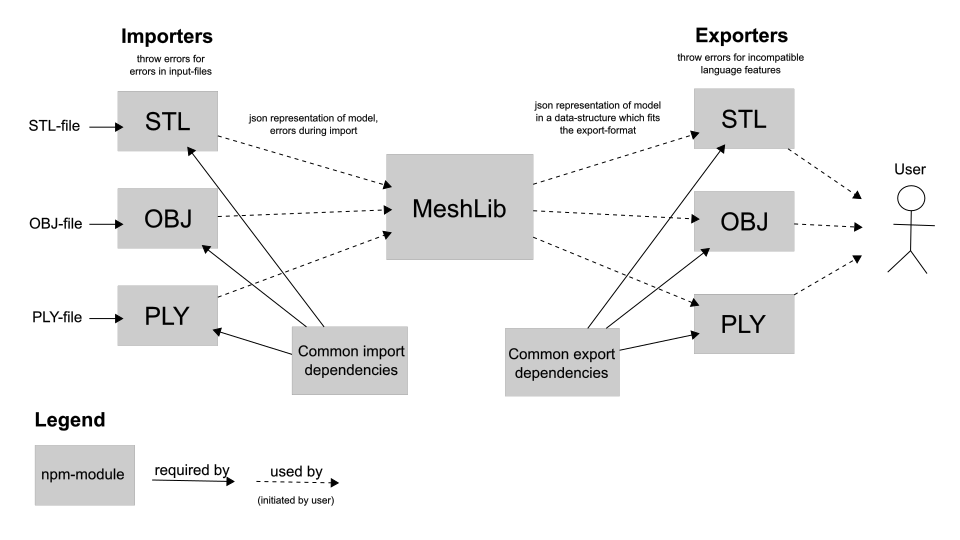 Importers
throw errors for
errors in input-files
Exporters
throw errors for incompatible
language features
STL-file
STL
json representation of model,
errors during import
json representation of model
in a data-structure which fits
the export-format
STL
User
OBJ-file
OBJ
MeshLib
OBJ
PLY-file
PLY
PLY
Common import
dependencies
Common export
dependencies
Legend
npm-module
required by
used by
(initiated by user)